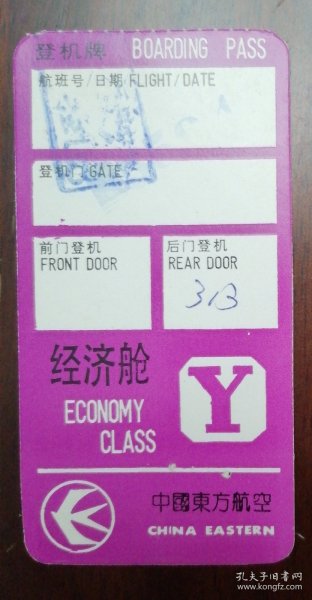 登机牌 BOARDING PASS
航班号/日期 FLIGHT/DATE
登机门 GATE
前门登机
FRONT DOOR
后门登机
REAR DOOR
31B
经济舱
Y
ECONOMY
CLASS
中國東方航空
CHINA EASTERN
孔夫子旧书网
www.kongfz.com